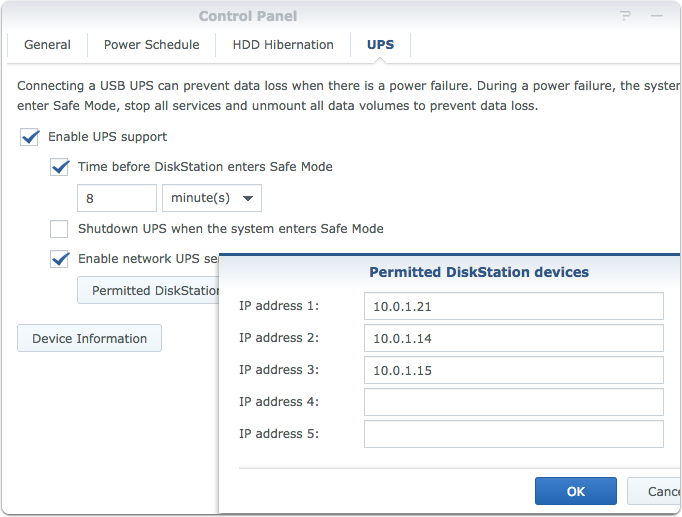 Control Panel
General Power Schedule HDD Hibernation UPS
Connecting a USB UPS can prevent data loss when there is a power failure. During a power failure, the
enter Safe Mode, stop all services and unmount all data volumes to prevent data loss.
Enable UPS support
Time before DiskStation enters Safe Mode
8 minute(s)
Shutdown UPS when the system enters Safe Mode
Enable network UPS
Permitted
Device Information
Permitted DiskStation devices
IP address 1: 10.0.1.21
IP address 2: 10.0.1.14
IP address 3: 10.0.1.15
IP address 4:
IP address 5:
OK